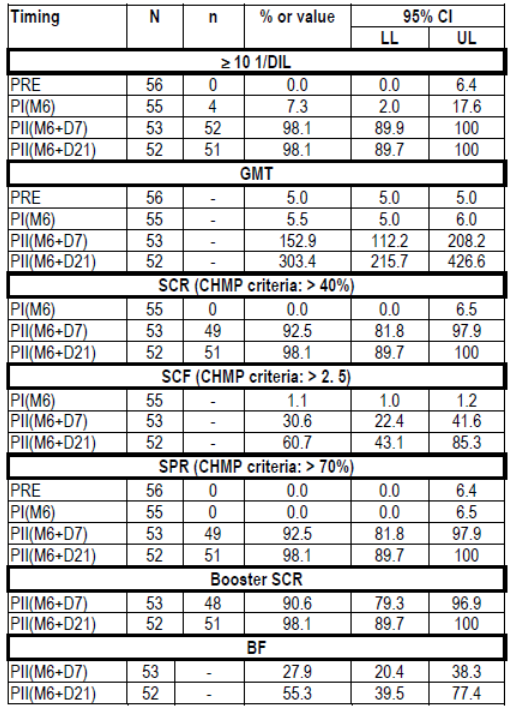 Timing N n % or value 95% CI
LL UL
≥ 10 1/DIL
PRE 56 0 0.0 0.0 6.4
PI(M6) 55 4 7.3 2.0 17.6
PII(M6+D7) 53 52 98.1 89.9 100
PII(M6+D21) 52 51 98.1 89.7 100
GMT
PRE 56 - 5.0 5.0 5.0
PI(M6) 55 - 5.5 5.0 6.0
PII(M6+D7) 53 - 152.9 112.2 208.2
PII(M6+D21) 52 - 303.4 215.7 426.6
SCR (CHMP criteria: > 40%)
PI(M6) 55 0 0.0 0.0 6.5
PII(M6+D7) 53 49 92.5 81.8 97.9
PII(M6+D21) 52 51 98.1 89.7 100
SCF (CHMP criteria: > 2. 5)
PI(M6) 55 - 1.1 1.0 1.2
PII(M6+D7) 53 - 30.6 22.4 41.6
PII(M6+D21) 52 - 60.7 43.1 85.3
SPR (CHMP criteria: > 70%)
PRE 56 0 0.0 0.0 6.4
PI(M6) 55 0 0.0 0.0 6.5
PII(M6+D7) 53 49 92.5 81.8 97.9
PII(M6+D21) 52 51 98.1 89.7 100
Booster SCR
PII(M6+D7) 53 48 90.6 79.3 96.9
PII(M6+D21) 52 51 98.1 89.7 100
BF
PII(M6+D7) 53 - 27.9 20.4 38.3
PII(M6+D21) 52 - 55.3 39.5 77.4